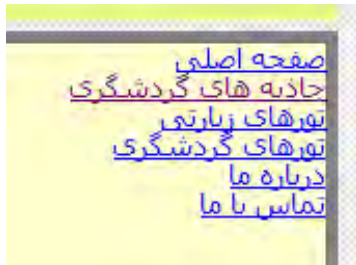 صفحه اصلی
جاذبه های گردشگری
تورهای زیارتی
تورهای گردشگری
درباره ما
تماس با ما